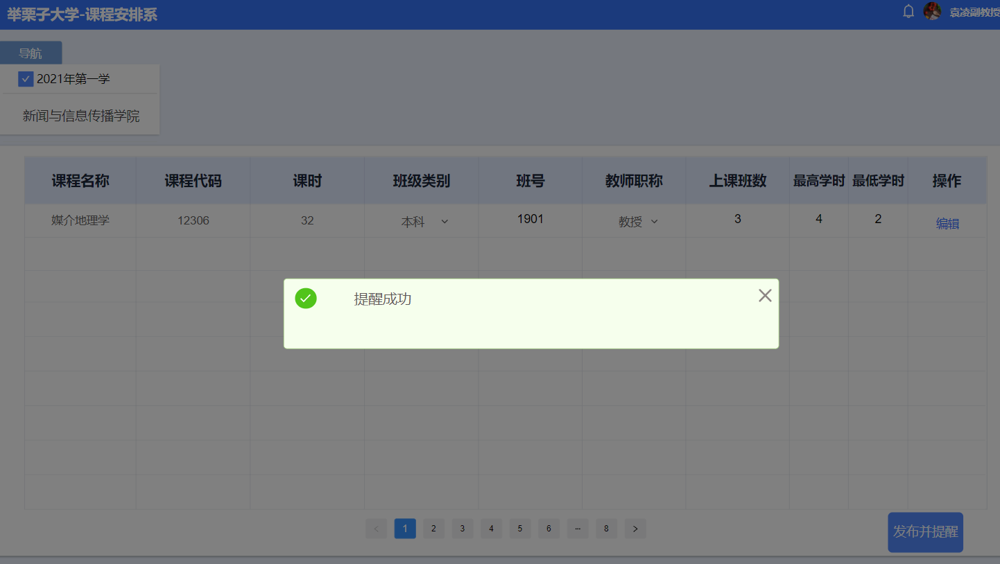 举栗子大学-课程安排系
袁凌副教授
导航
2021年第一学
新闻与信息传播学院
课程名称 课程代码 课时 班级类别 班号 教师职称 上课班数 最高学时 最低学时 操作
媒介地理学 12306 32 本科 1901 教授 3 4 2 编辑
提醒成功
< 1 2 3 4 5 6 ··· 8 >
发布并提醒